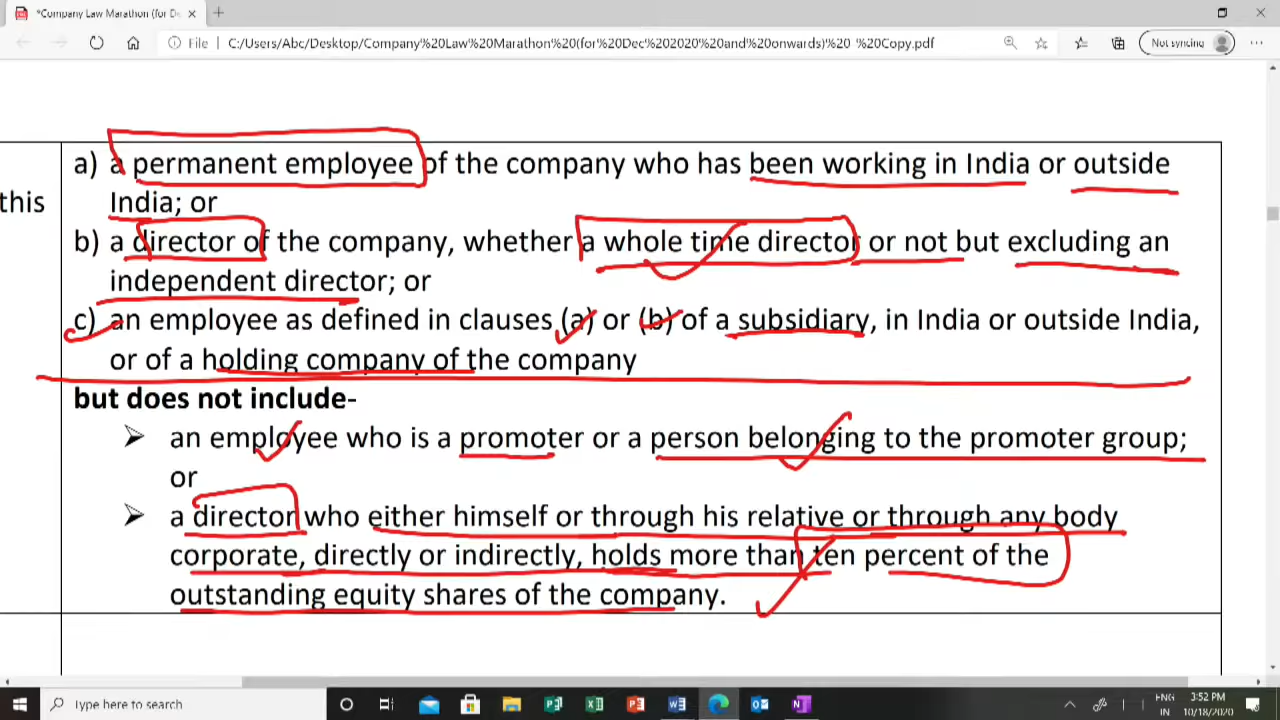 *Company Law Marathon (for De
File
C:/Users/Abc/Desktop/Company%20Law%20Marathon%20(for%20Dec%202020%20and%20onwards)%20 %20Copy.pdf
Not syncing
this
a) a permanent employee of the company who has been working in India or outside
India; or
b) a director of the company, whether a whole time director or not but excluding an
independent director; or
c) an employee as defined in clauses (a) or (b) of a subsidiary, in India or outside India,
or of a holding company of the company
but does not include-
➢ an employee who is a promoter or a person belonging to the promoter group;
or
➢ a director who either himself or through his relative or through any body
corporate, directly or indirectly, holds more than ten percent of the
outstanding equity shares of the company.
Type here to search
ENG
IN
3:52 PM
10/18/2020